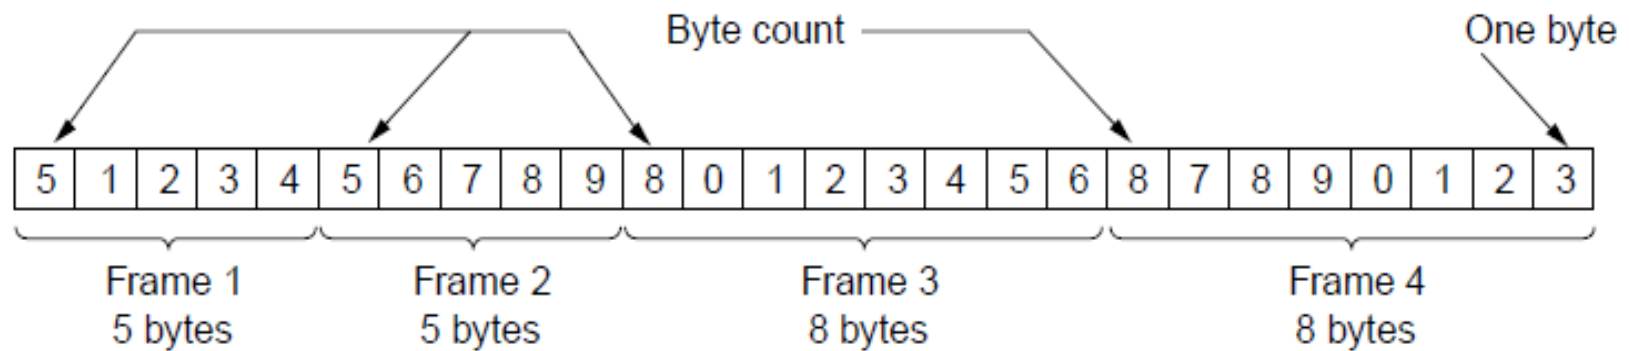 Byte count One byte
5 1 2 3 4 5 6 7 8 9 8 0 1 2 3 4 5 6 8 7 8 9 0 1 2 3
Frame 1 Frame 2 Frame 3 Frame 4
5 bytes 5 bytes 8 bytes 8 bytes